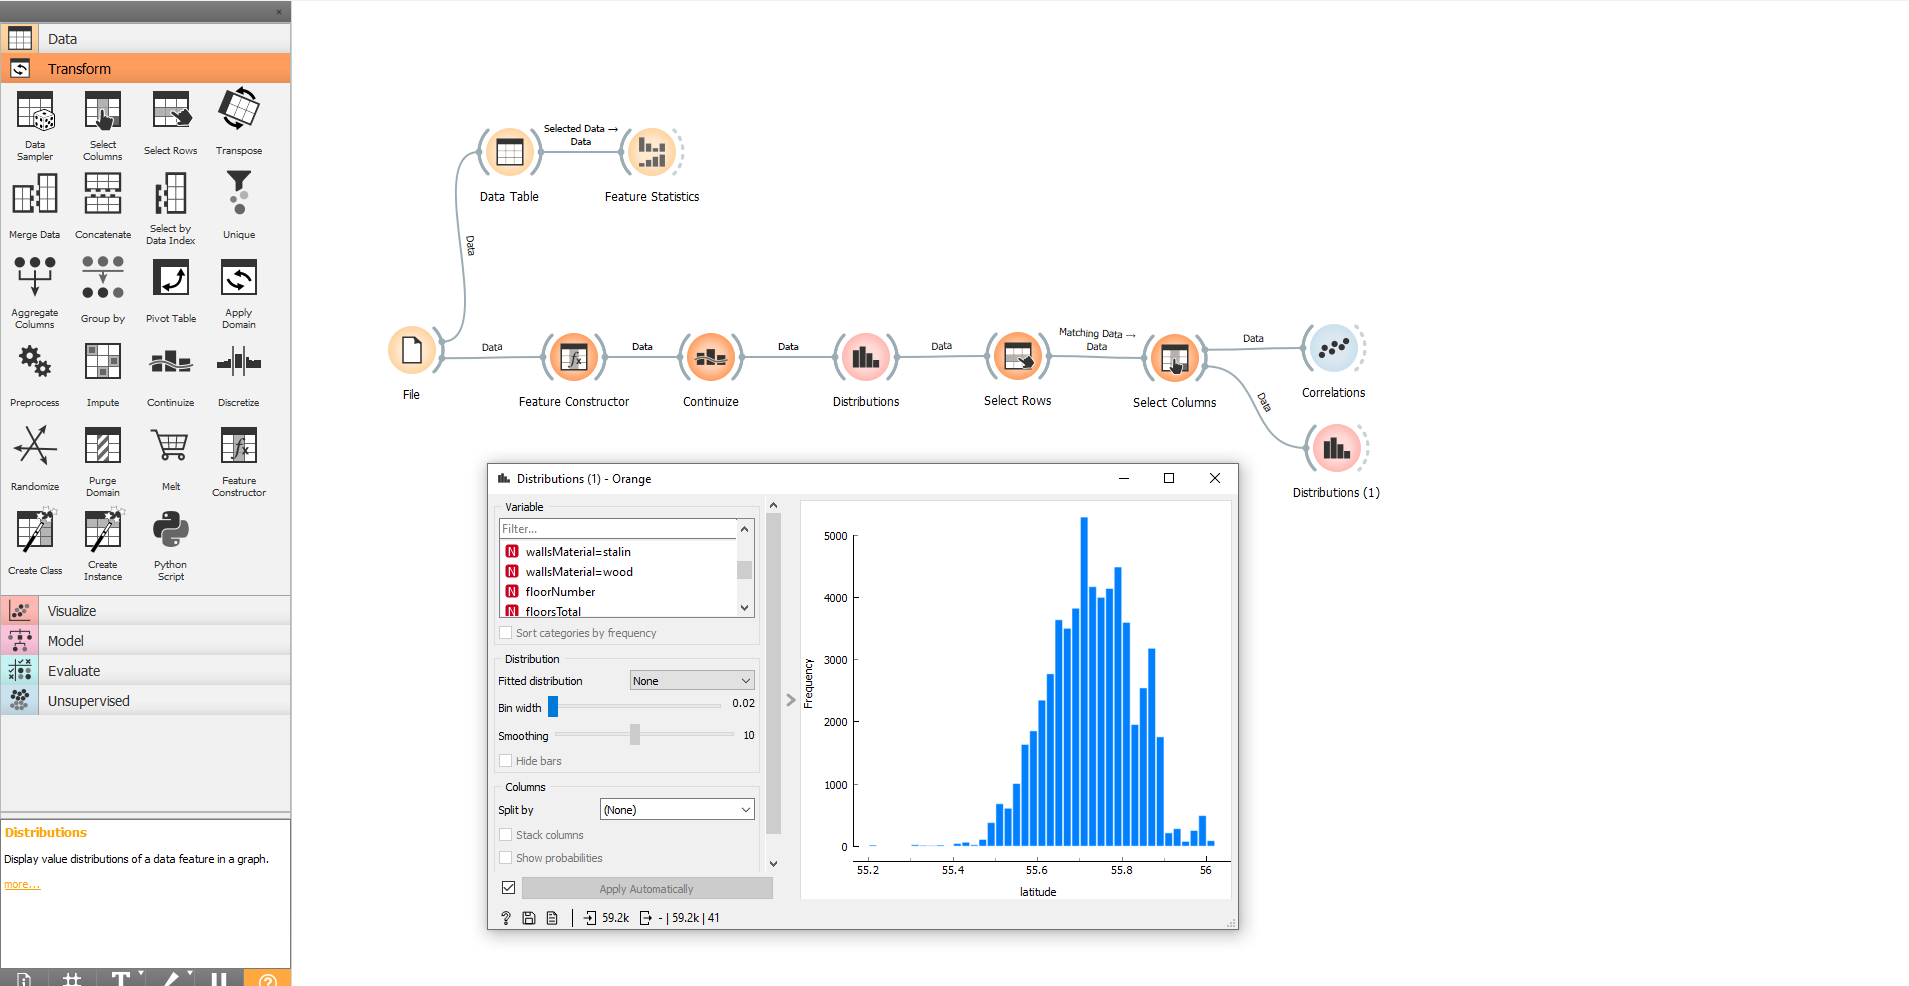 Data
Transform
Data
Sampler
Select
Columns
Select Rows
Transpose
Merge Data
Concatenate
Select by
Data Index
Unique
Aggregate
Columns
Group by
Pivot Table
Apply
Domain
Preprocess
Impute
Continuize
Discretize
Randomize
Purge
Domain
Melt
Feature
Constructor
Create Class
Create
Instance
Python
Script
Visualize
Model
Evaluate
Unsupervised
Distributions
Display value distributions of a data feature in a graph.
more...
Selected Data →
Data
Data Table
Feature Statistics
Data
File
Data
Feature Constructor
Data
Continuize
Data
Distributions
Data
Select Rows
Matching Data →
Data
Select Columns
Data
Correlations
Data
Distributions (1)
Distributions (1) - Orange
Variable
Filter...
N wallsMaterial=stalin
N wallsMaterial=wood
N floorNumber
N floorsTotal
Sort categories by frequency
Distribution
Fitted distribution None
Bin width 0.02
Smoothing 10
Hide bars
Columns
Split by (None)
Stack columns
Show probabilities
Apply Automatically
? 59.2k - | 59.2k | 41
Frequency
5000
4000
3000
2000
1000
0
55.2 55.4 55.6 55.8 56
latitude